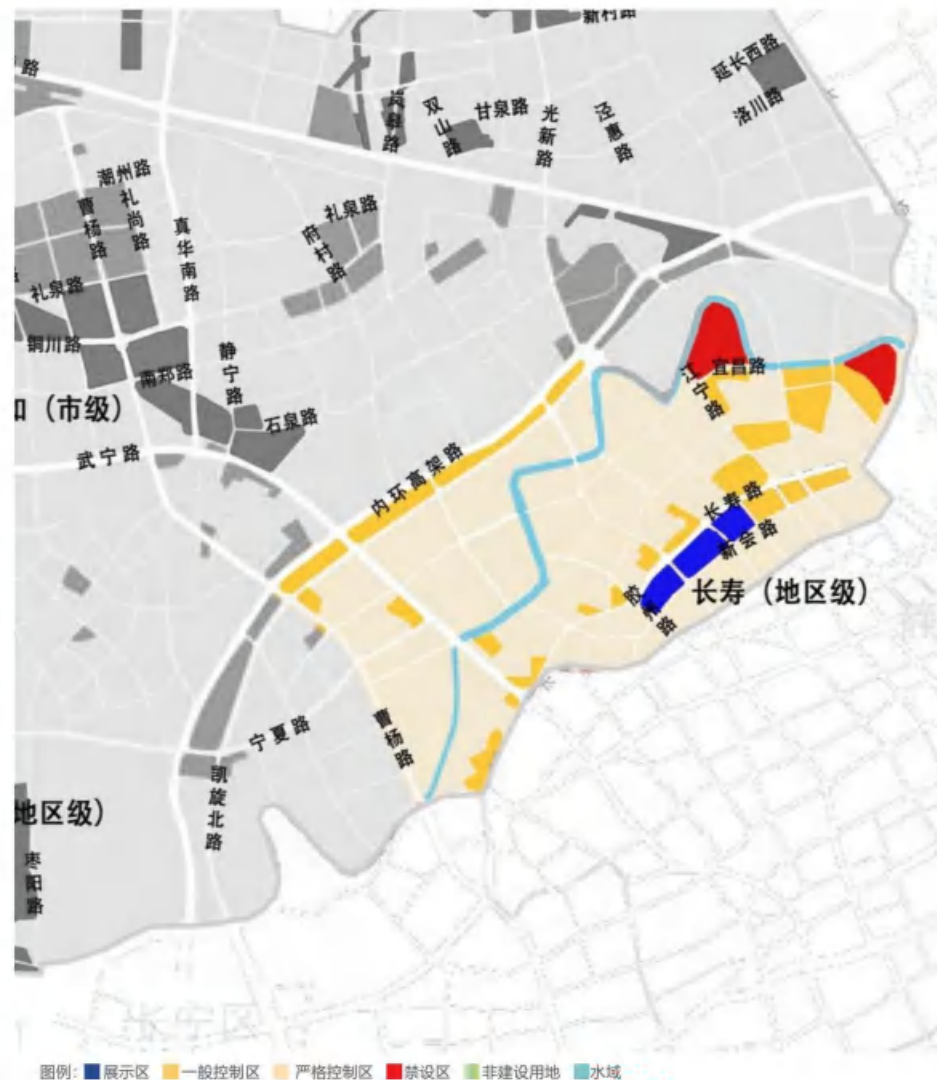 新村路
路
延长西路
洛川路
岚皋路
双山路
甘泉路
光新路
泾惠路
潮州路
曹杨路
礼尚路
真华南路
礼泉路
府村路
礼泉路
铜川路
南郑路
静宁路
石泉路
如（市级）
武宁路
内环高架路
宜昌路
江宁路
长寿路
新会路
胶州路
长寿（地区级）
宁夏路
曹杨路
凯旋北路
地区级）
枣阳路
长宁区
图例： 展示区 一般控制区 严格控制区 禁设区 非建设用地 水域